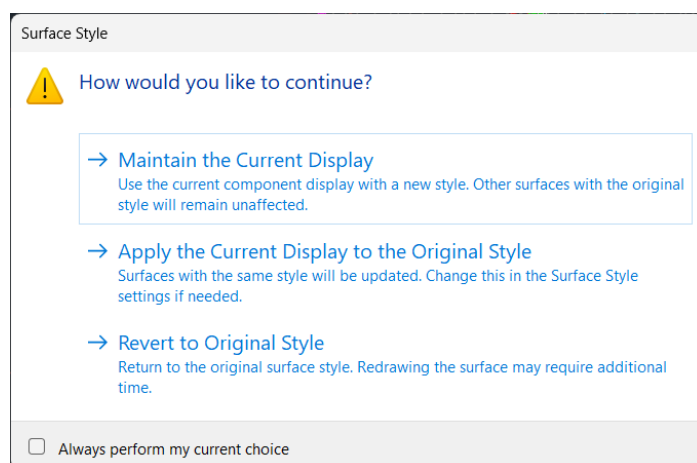 Surface Style
How would you like to continue?
→ Maintain the Current Display
Use the current component display with a new style. Other surfaces with the original
style will remain unaffected.
→ Apply the Current Display to the Original Style
Surfaces with the same style will be updated. Change this in the Surface Style
settings if needed.
→ Revert to Original Style
Return to the original surface style. Redrawing the surface may require additional
time.
Always perform my current choice